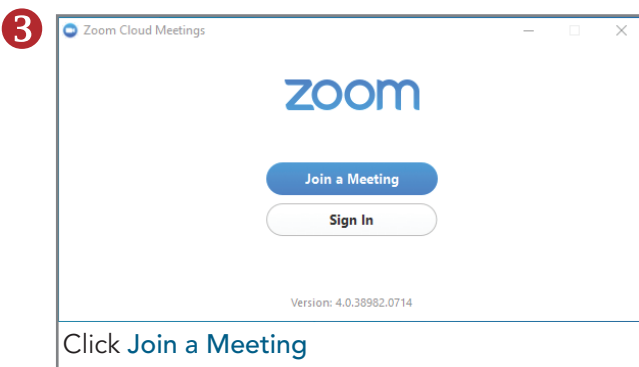 3
Zoom Cloud Meetings
zoom
Join a Meeting
Sign In
Version: 4.0.38982.0714
Click Join a Meeting